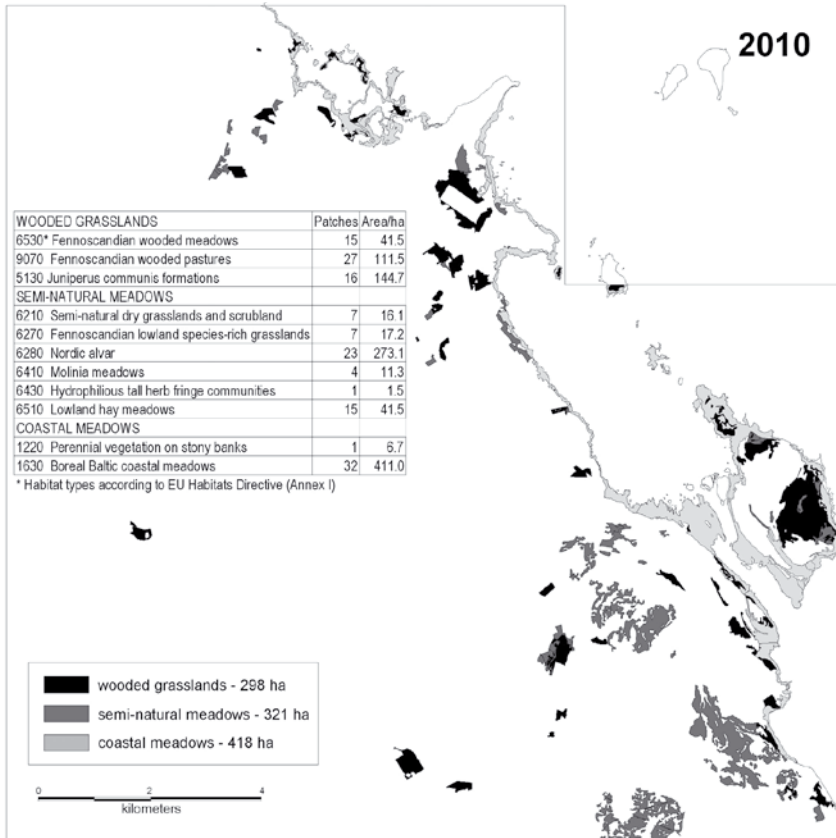 2010
WOODED GRASSLANDS Patches Area/ha
6530* Fennoscandian wooded meadows 15 41.5
9070 Fennoscandian wooded pastures 27 111.5
5130 Juniperus communis formations 16 144.7
SEMI-NATURAL MEADOWS
6210 Semi-natural dry grasslands and scrubland 7 16.1
6270 Fennoscandian lowland species-rich grasslands 7 17.2
6280 Nordic alvar 23 273.1
6410 Molinia meadows 4 11.3
6430 Hydrophilious tall herb fringe communities 1 1.5
6510 Lowland hay meadows 15 41.5
COASTAL MEADOWS
1220 Perennial vegetation on stony banks 1 6.7
1630 Boreal Baltic coastal meadows 32 411.0
* Habitat types according to EU Habitats Directive (Annex I)
wooded grasslands - 298 ha
semi-natural meadows - 321 ha
coastal meadows - 418 ha
0 2 4
kilometers